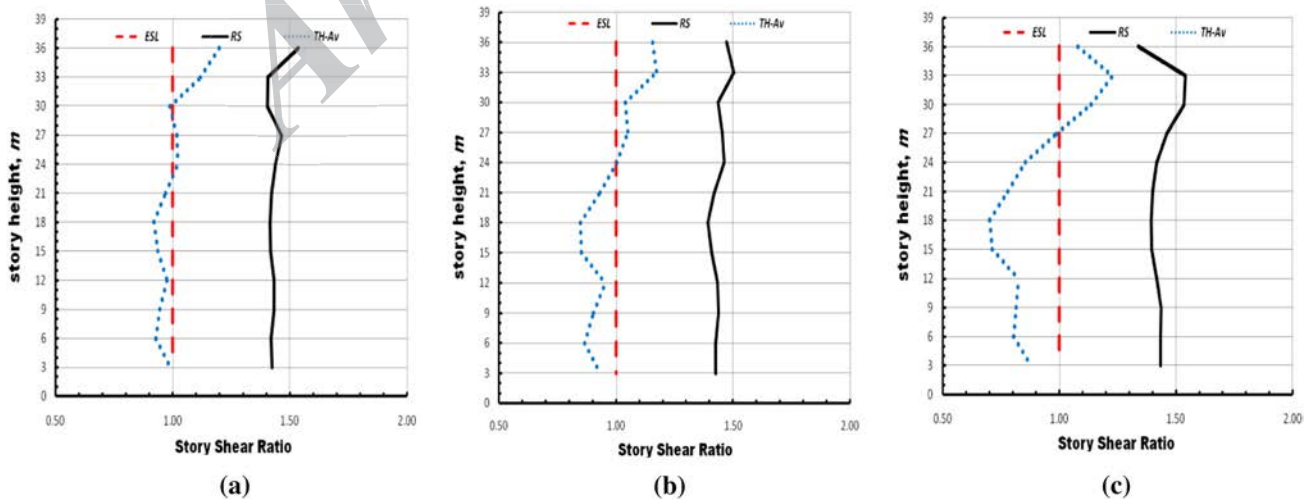 39
36
33
30
27
24
21
18
15
12
9
6
3
0
story height, m
ESL RS TH-Av
0.50 1.00 1.50 2.00
Story Shear Ratio
(a)
39
36
33
30
27
24
21
18
15
12
9
6
3
0
story height, m
ESL RS TH-Av
0.50 1.00 1.50 2.00
Story Shear Ratio
(b)
39
36
33
30
27
24
21
18
15
12
9
6
3
0
story height, m
ESL RS TH-Av
0.50 1.00 1.50 2.00
Story Shear Ratio
(c)